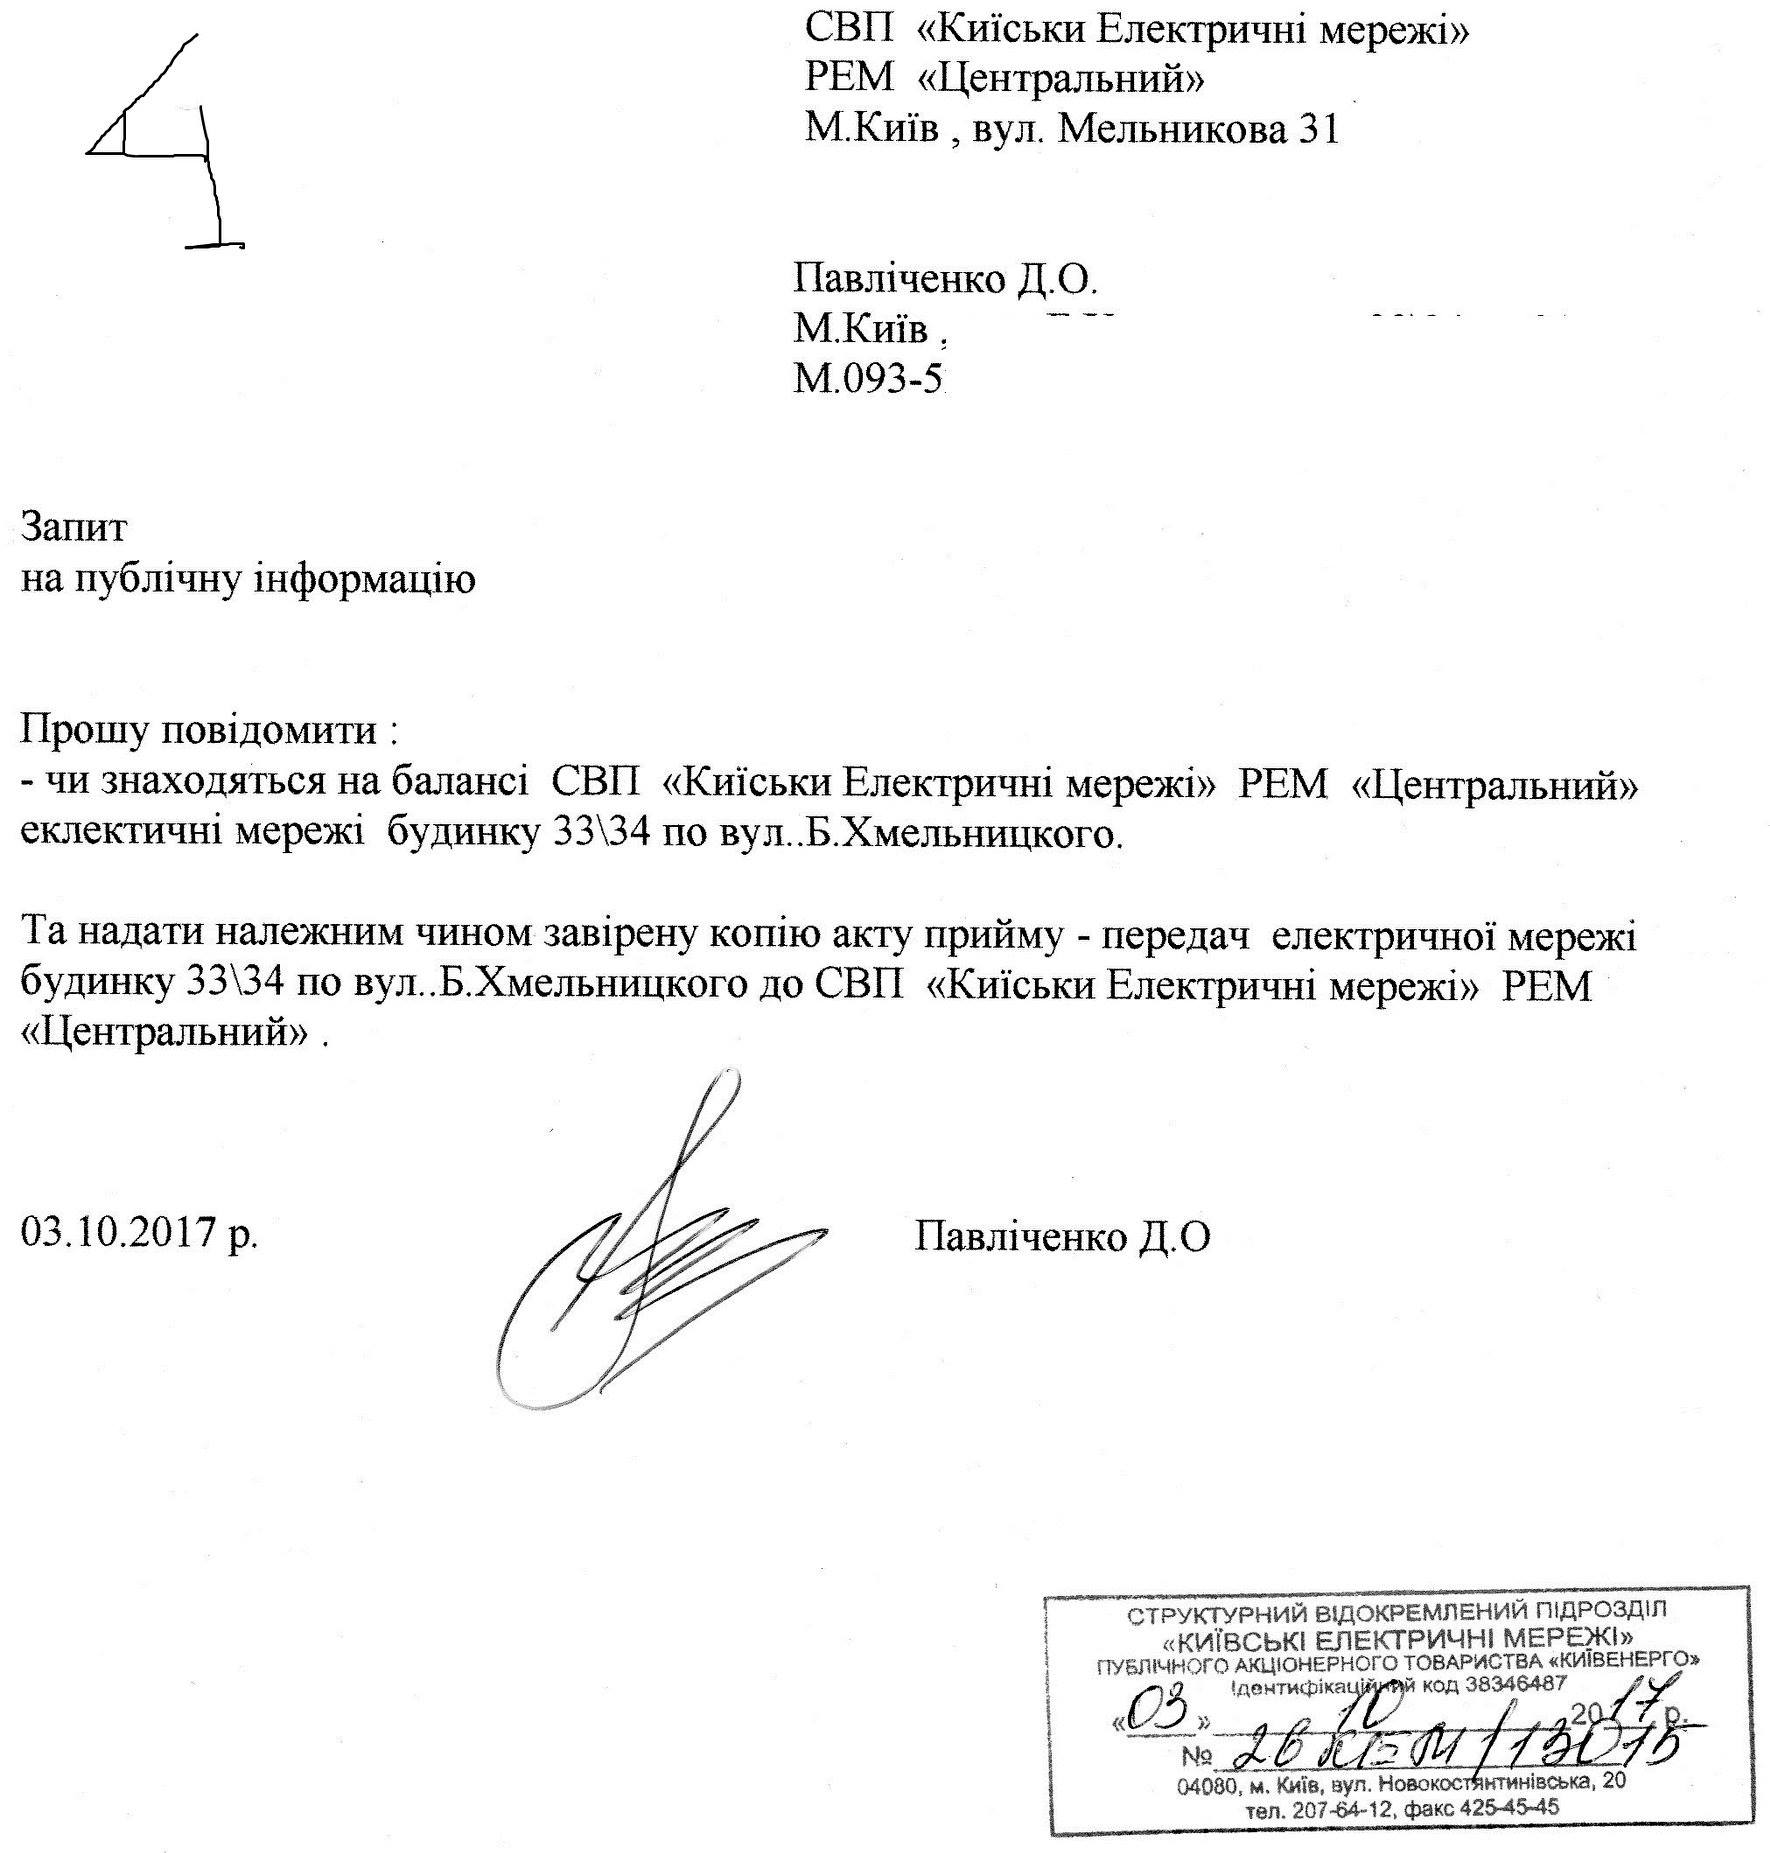 СВП «Киїськи Електричні мережі»
РЕМ «Центральний»
М.Київ , вул. Мельникова 31
Павліченко Д.О.
М.Київ ,
М.093-5
Запит
на публічну інформацію
Прошу повідомити :
- чи знаходяться на балансі СВП «Киїськи Електричні мережі» РЕМ «Центральний»
еклектичні мережі будинку 33\34 по вул..Б.Хмельницкого.
Та надати належним чином завірену копію акту прийму - передач електричної мережі
будинку 33\34 по вул..Б.Хмельницкого до СВП «Киїськи Електричні мережі» РЕМ
«Центральний» .
03.10.2017 р.
Павліченко Д.О
СТРУКТУРНИЙ ВІДОКРЕМЛЕНИЙ ПІДРОЗДІЛ
«КИЇВСЬКІ ЕЛЕКТРИЧНІ МЕРЕЖІ»
ПУБЛІЧНОГО АКЦІОНЕРНОГО ТОВАРИСТВА «КИЇВЕНЕРГО»
Ідентифікаційний код 38346487
«03» 10 2017 р.
№ 26 КЕМ/13015
04080, м. Київ, вул. Новокостянтинівська, 20
тел. 207-64-12, факс 425-45-45